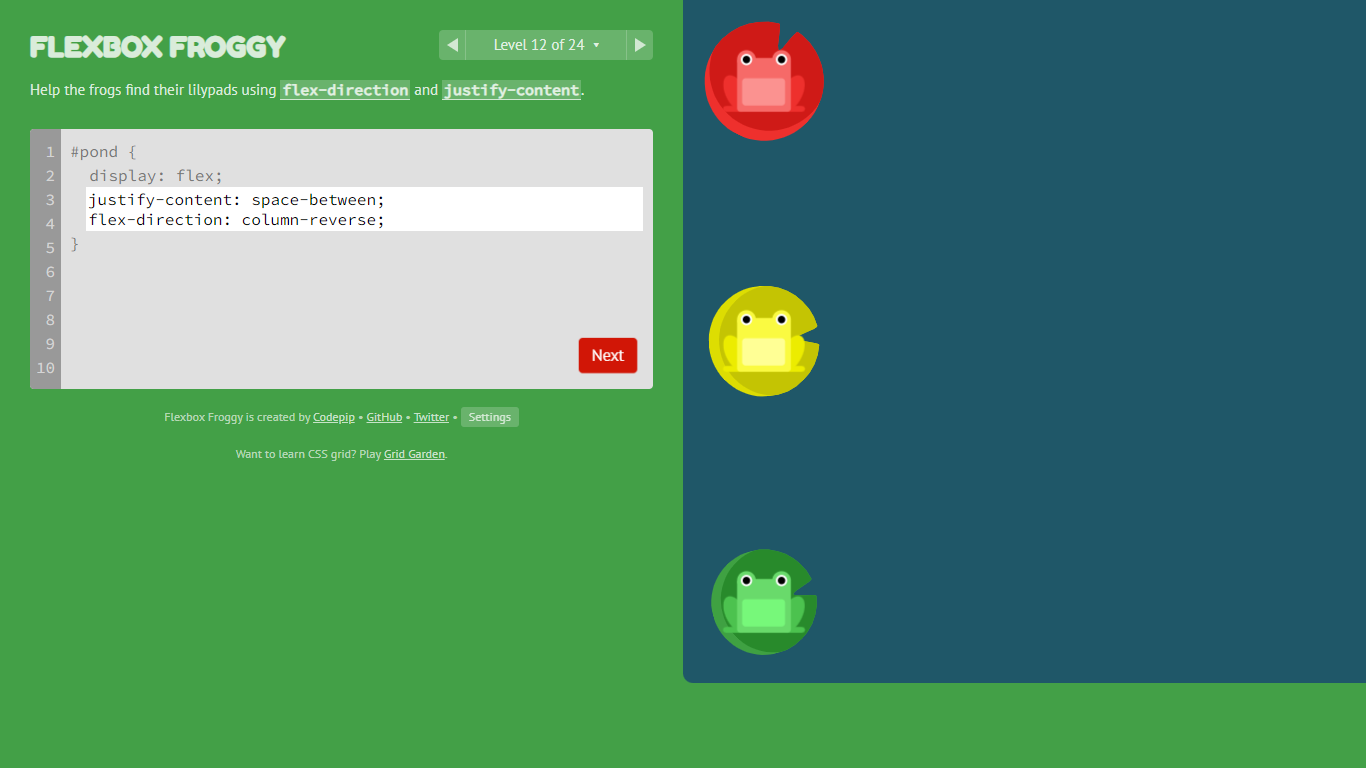 FLEXBOX FROGGY
Level 12 of 24
Help the frogs find their lilypads using flex-direction and justify-content.
1 #pond {
2 display: flex;
3 justify-content: space-between;
4 flex-direction: column-reverse;
5 }
6
7
8
9
10
Next
Flexbox Froggy is created by Codepip • GitHub • Twitter • Settings
Want to learn CSS grid? Play Grid Garden.